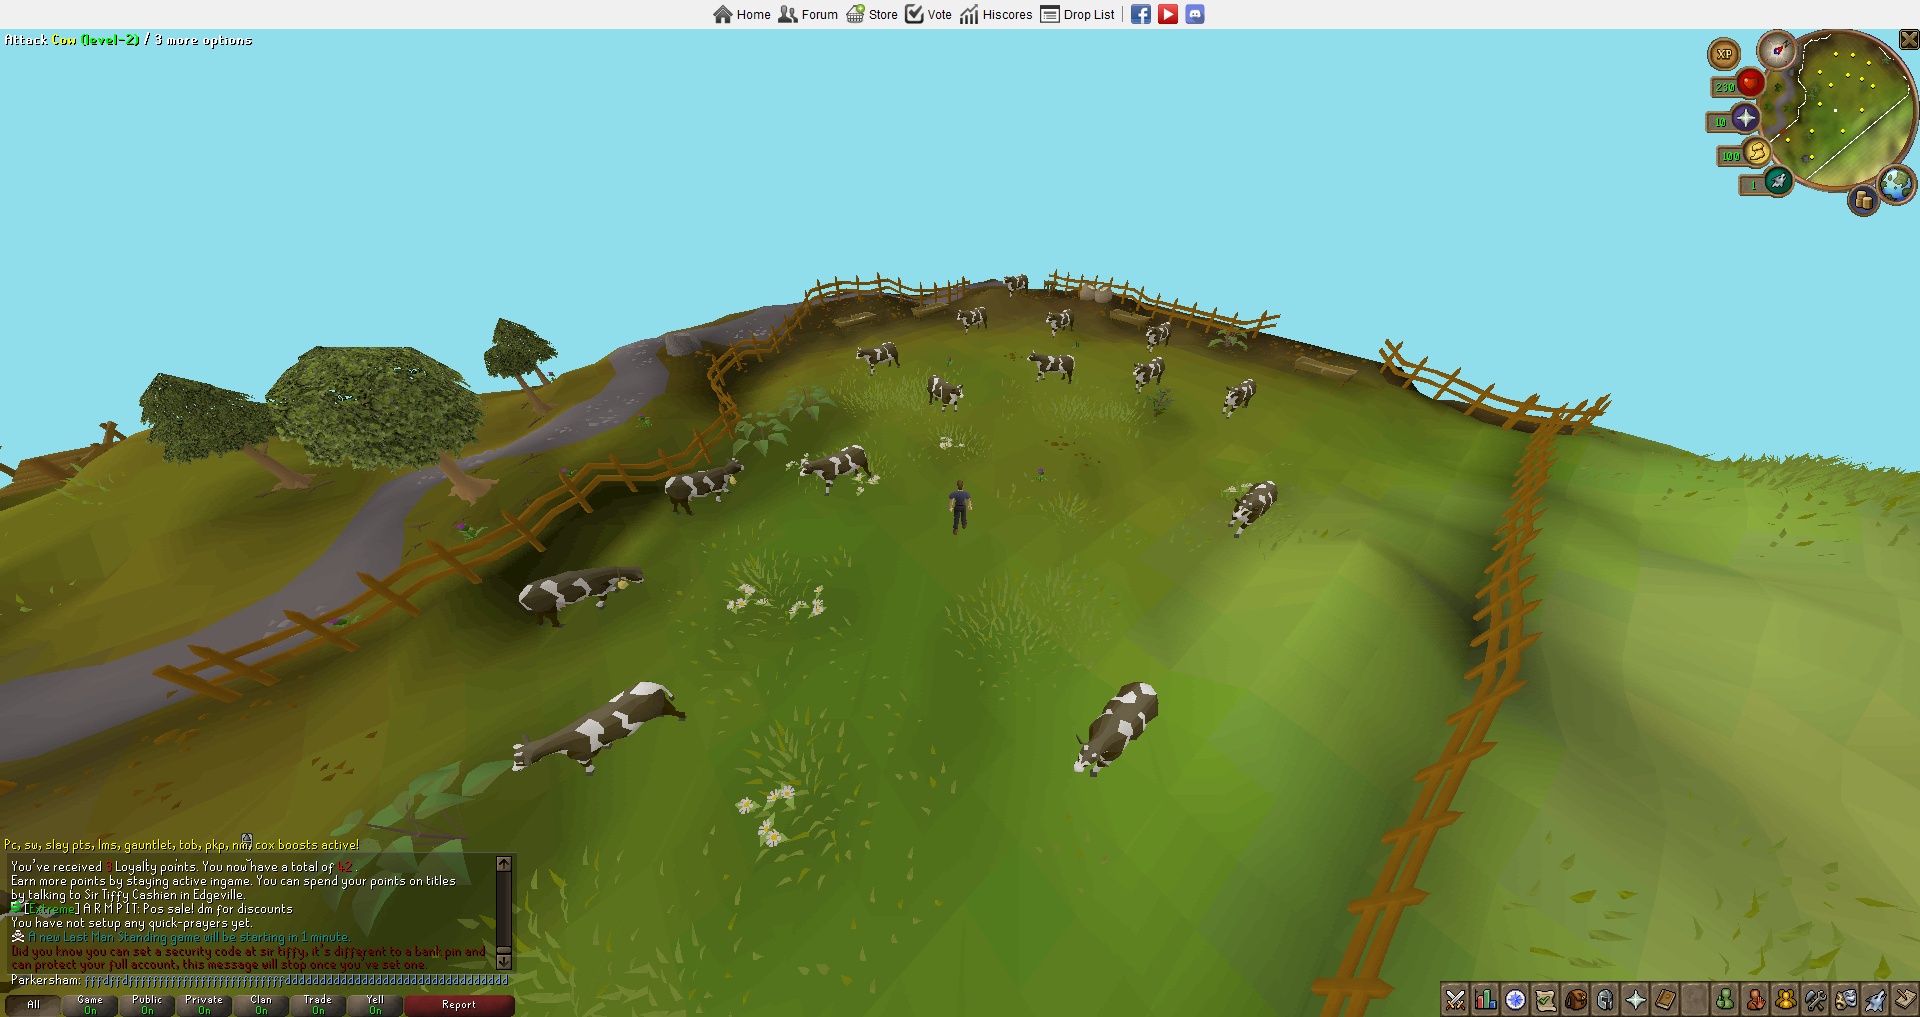 Home Forum Store Vote Hiscores Drop List
Attack Cow (level-2) / 3 more options
XP
230
10
100
1
Pc, sw, slay pts, lms, gauntlet, tob, pkp, nm, cox boosts active!
You've received 3 Loyalty points. You now have a total of 42.
Earn more points by staying active ingame. You can spend your points on titles
by talking to Sir Tiffy Cashien in Edgeville.
[Extreme] A R M P I T: Pos sale! dm for discounts
You have not setup any quick-prayers yet.
A new Last Man Standing game will be starting in 1 minute.
Did you know you can set a security code at sir tiffy, it's different to a bank pin and
can protect your full account, this message will stop once you've set one.
Parkersham:
All Game Public Private Clan Trade Yell Report
On On On On On On